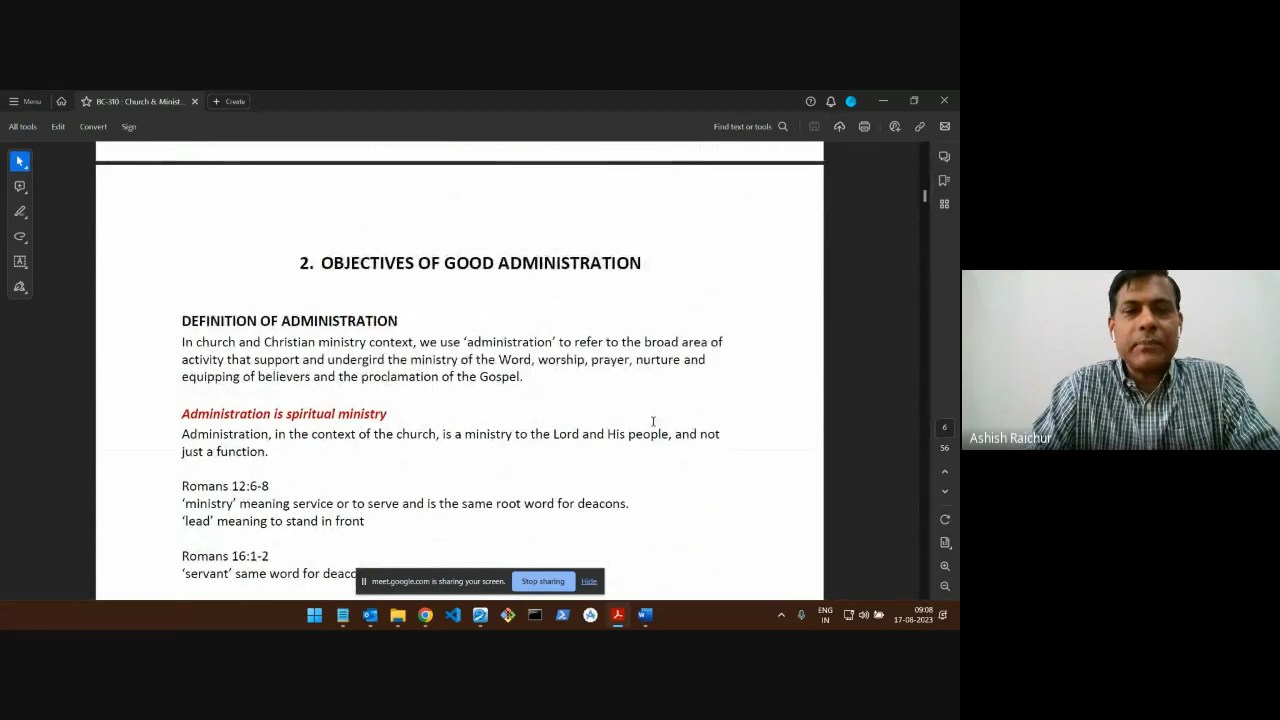 Menu
BC-310 : Church & Minist...
Create
All tools
Edit
Convert
Sign
Find text or tools
2. OBJECTIVES OF GOOD ADMINISTRATION
DEFINITION OF ADMINISTRATION
In church and Christian ministry context, we use ‘administration’ to refer to the broad area of
activity that support and undergird the ministry of the Word, worship, prayer, nurture and
equipping of believers and the proclamation of the Gospel.
Administration is spiritual ministry
Administration, in the context of the church, is a ministry to the Lord and His people, and not
just a function.
Romans 12:6-8
‘ministry’ meaning service or to serve and is the same root word for deacons.
‘lead’ meaning to stand in front
Romans 16:1-2
‘servant’ same word for deaco
meet.google.com is sharing your screen.
Stop sharing
Hide
6
56
Ashish Raichur
ENG
IN
09:08
17-08-2023